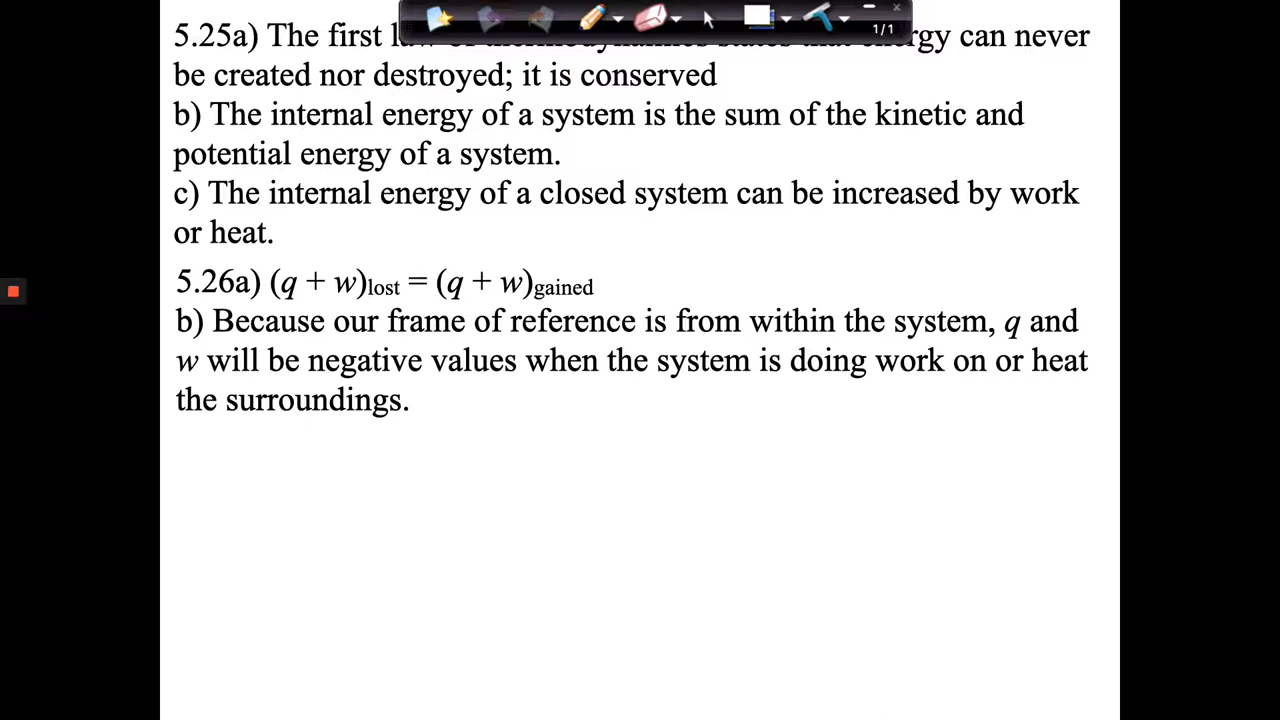 5.25a) The first energy can never
be created nor destroyed; it is conserved
b) The internal energy of a system is the sum of the kinetic and
potential energy of a system.
c) The internal energy of a closed system can be increased by work
or heat.
5.26a) (q + w)lost = (q + w)gained
b) Because our frame of reference is from within the system, q and
w will be negative values when the system is doing work on or heat
the surroundings.
1/1